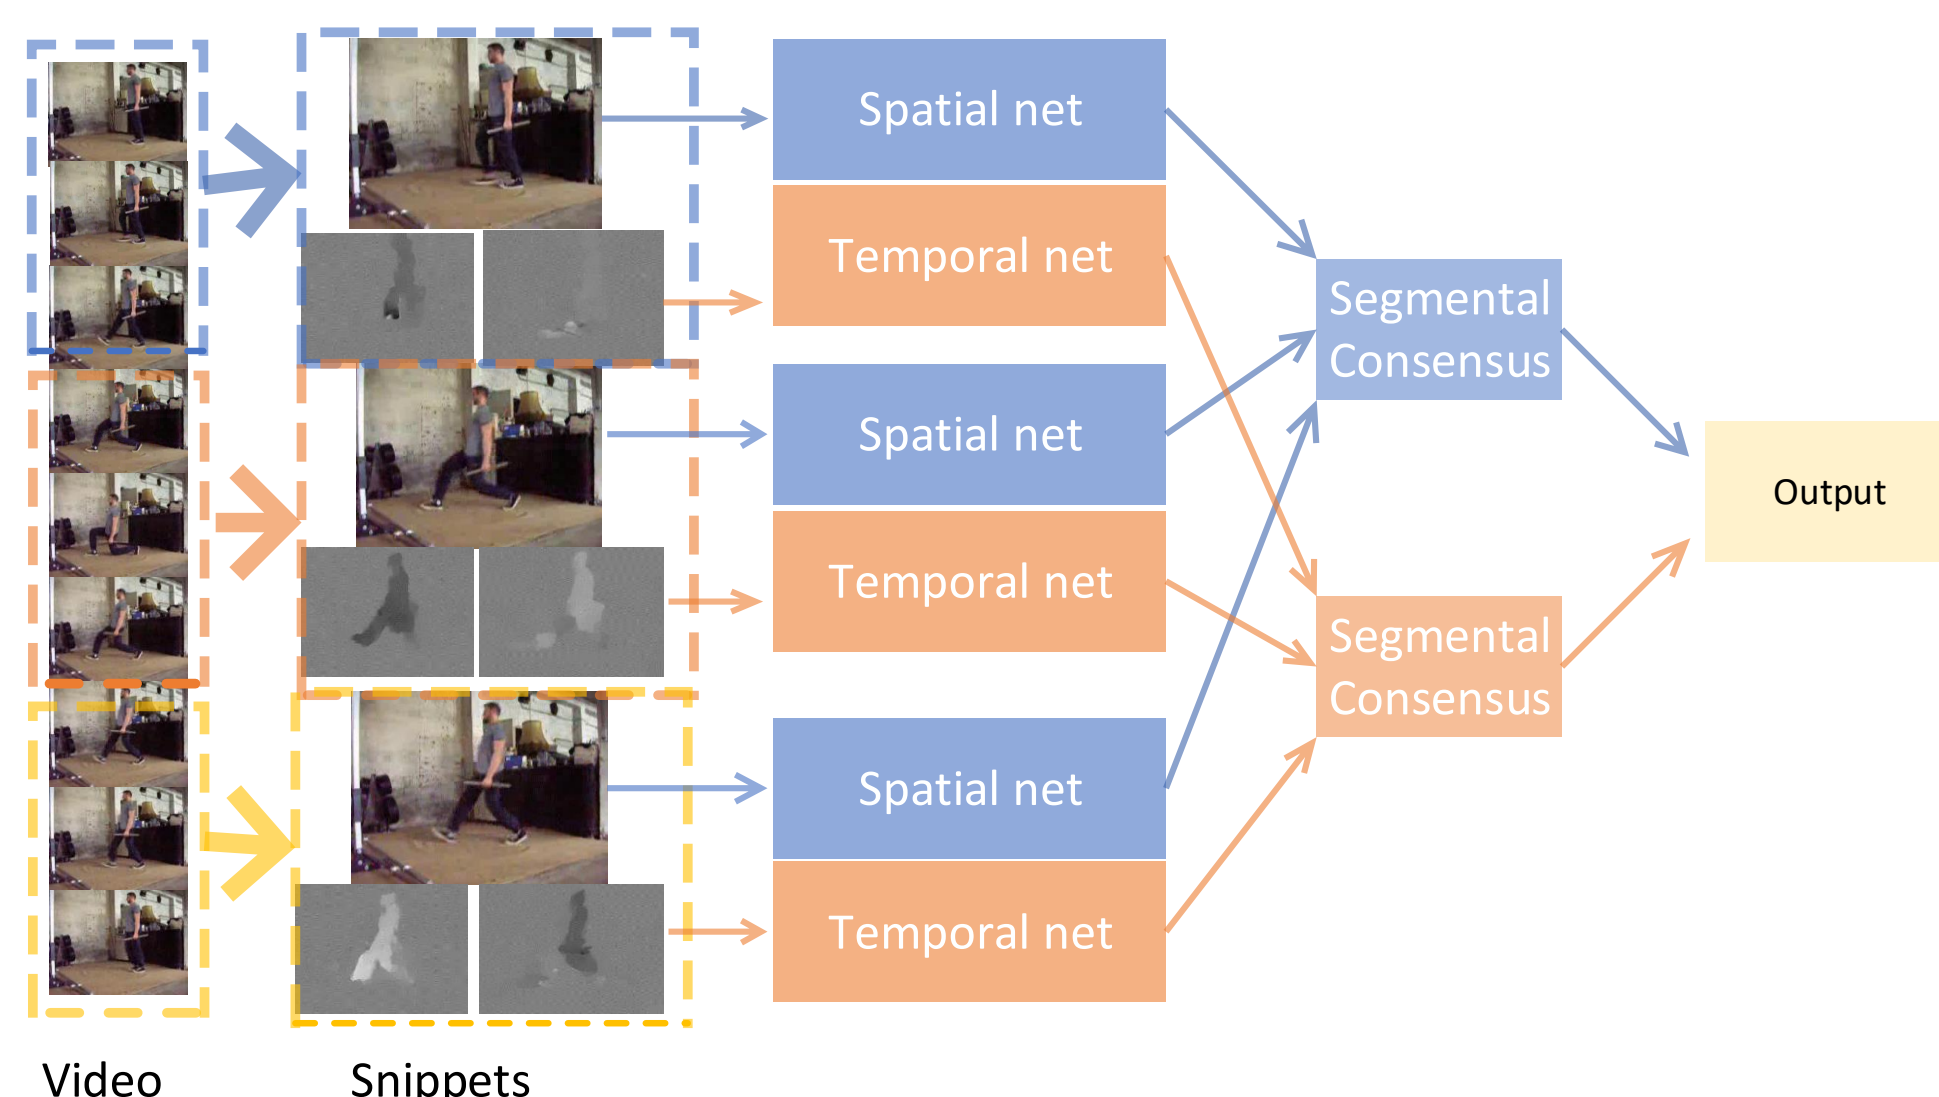 Spatial net
Temporal net
Segmental
Consensus
Spatial net
Output
Temporal net
Segmental
Consensus
Spatial net
Temporal net
Video
Snippets